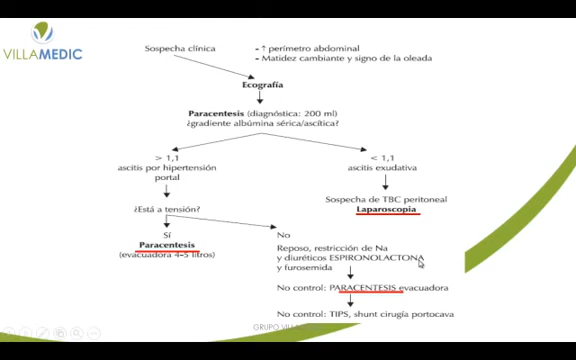 VILLAMEDIC
Sospecha clínica
- ↑ perímetro abdominal
- Matidez cambiante y signo de la oleada
Ecografía
Paracentesis (diagnóstica: 200 ml)
¿gradiente albúmina sérica/ascítica?
> 1,1
ascitis por hipertensión
portal
< 1,1
ascitis exudativa
¿Está a tensión?
Sospecha de TBC peritoneal
Laparoscopia
Sí
Paracentesis
(evacuadora 4-5 litros)
No
Reposo, restricción de Na
y diuréticos ESPIRONOLACTONA
y furosemida
No control: PARACENTESIS evacuadora
No control: TIPS, shunt cirugía portocava
GRUPO